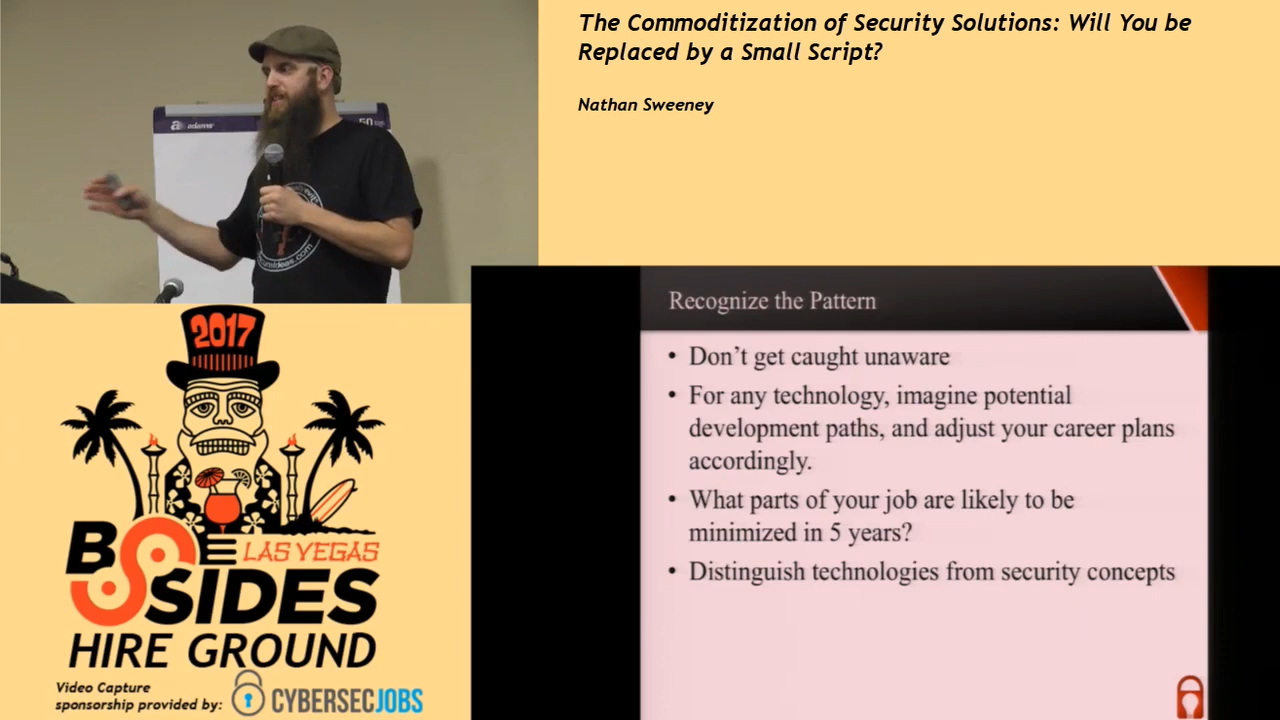 The Commoditization of Security Solutions: Will You be
Replaced by a Small Script?
Nathan Sweeney
adams
50
Recognize the Pattern
• Don't get caught unaware
• For any technology, imagine potential
development paths, and adjust your career plans
accordingly.
• What parts of your job are likely to be
minimized in 5 years?
• Distinguish technologies from security concepts
2017
BSIDES
LAS VEGAS
SIDES
HIRE GROUND
Video Capture
sponsorship provided by:
CYBERSECJOBS